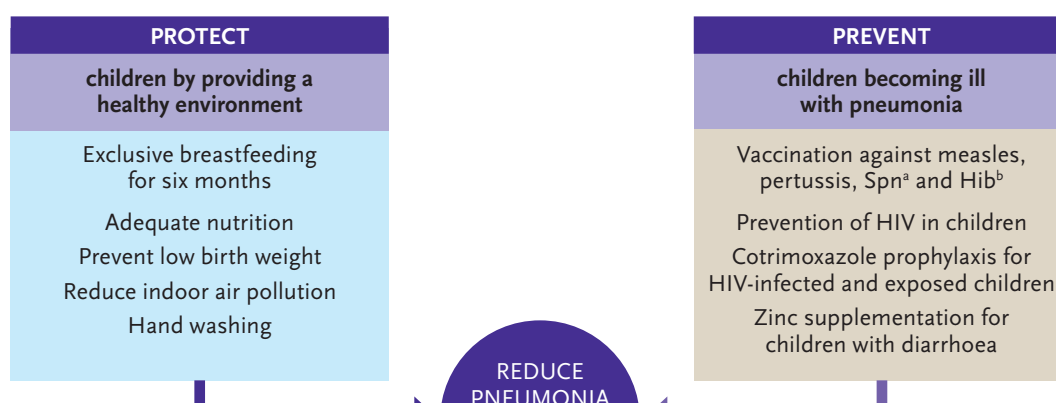 PROTECT
children by providing a
healthy environment
Exclusive breastfeeding
for six months
Adequate nutrition
Prevent low birth weight
Reduce indoor air pollution
Hand washing
PREVENT
children becoming ill
with pneumonia
Vaccination against measles,
pertussis, Spnᵃ and Hibᵇ
Prevention of HIV in children
Cotrimoxazole prophylaxis for
HIV-infected and exposed children
Zinc supplementation for
children with diarrhoea
REDUCE
PNEUMONIA